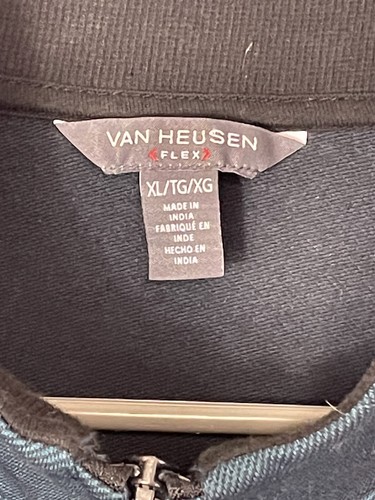 VAN HEUSEN
FLEX
XL/TG/XG
MADE IN
INDIA
FABRIQUÉ EN
INDE
HECHO EN
INDIA